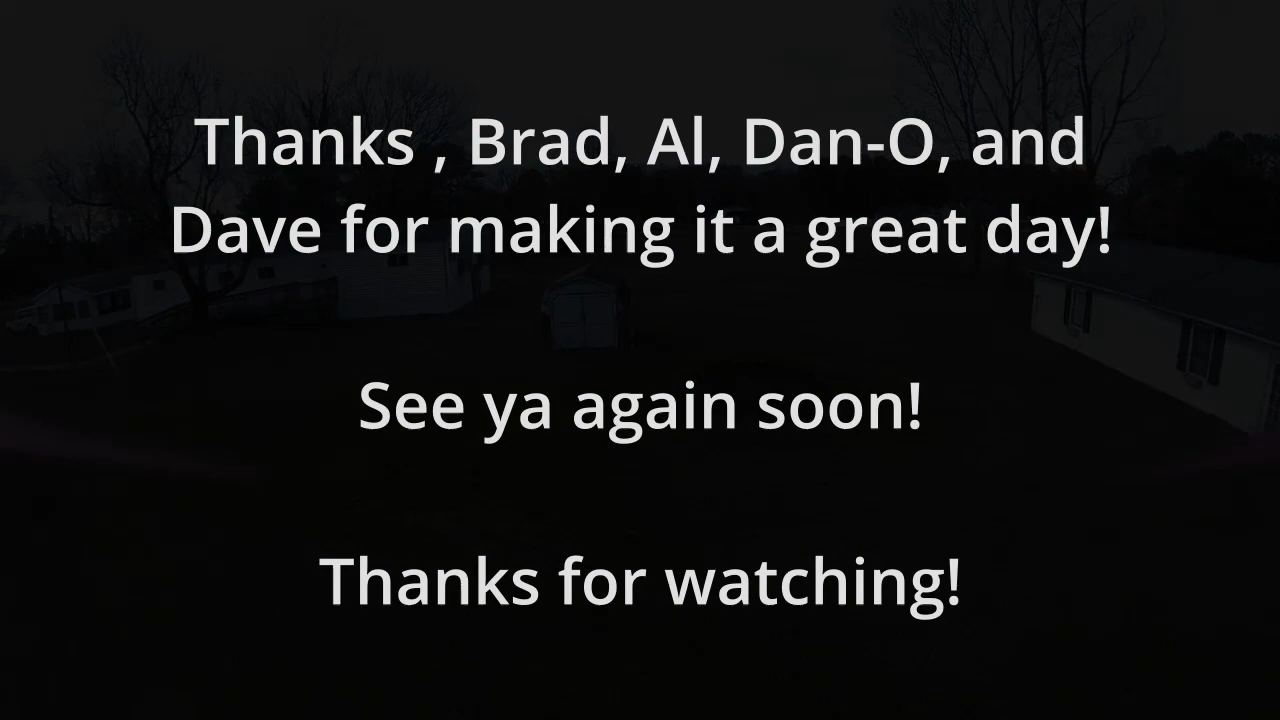 Thanks , Brad, Al, Dan-O, and
Dave for making it a great day!
See ya again soon!
Thanks for watching!